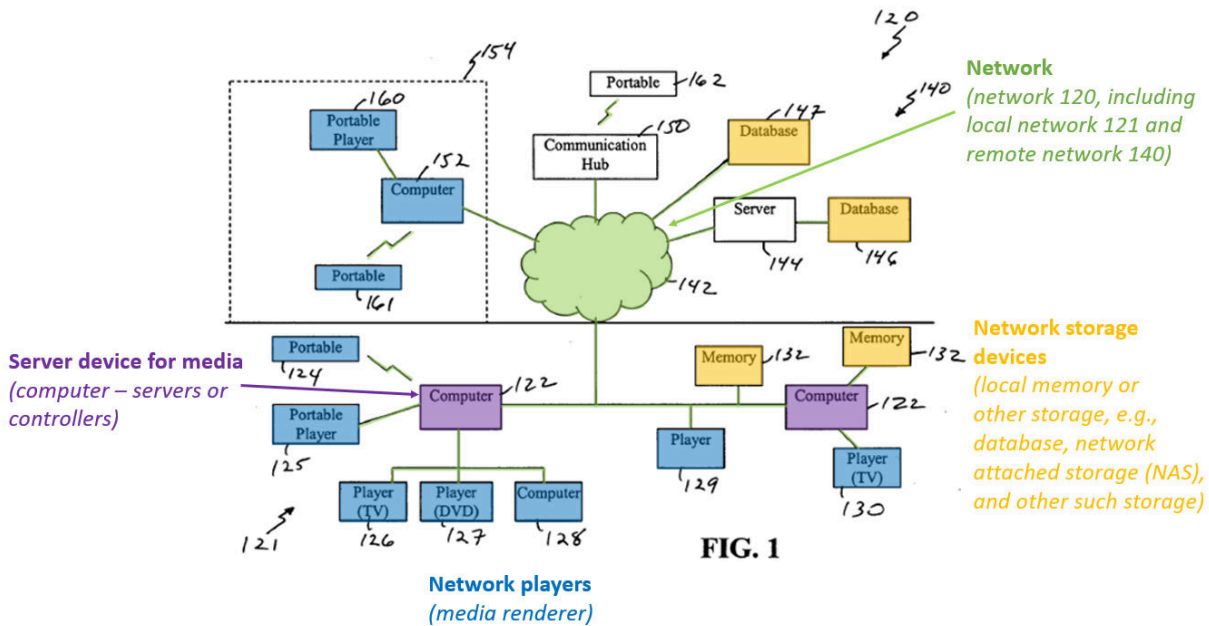 120
154
Network
(network 120, including
local network 121 and
remote network 140)
Portable
162
140
160
Portable
Player
150
147
Database
Communication
Hub
152
Computer
Server
Database
144
146
Portable
161
142
Portable
124
Memory
132
Memory
132
Network storage
devices
(local memory or
other storage, e.g.,
database, network
attached storage (NAS),
and other such storage)
Server device for media
(computer – servers or
controllers)
Computer
122
Computer
122
Portable
Player
125
Player
129
Player
(TV)
130
Player
(TV)
126
Player
(DVD)
127
Computer
128
121
FIG. 1
Network players
(media renderer)